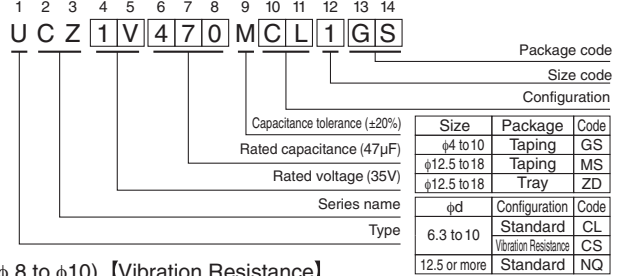 1 2 3 4 5 6 7 8 9 10 11 12 13 14
U C Z 1 V 4 7 0 M C L 1 G S
Package code
Size code
Configuration
Capacitance tolerance (±20%)
Rated capacitance (47µF)
Rated voltage (35V)
Series name
Type
Size Package Code
ϕ4 to 10 Taping GS
ϕ12.5 to 18 Taping MS
ϕ12.5 to 18 Tray ZD
ϕd Configuration Code
6.3 to 10 Standard CL
Vibration Resistance CS
12.5 or more Standard NQ
ϕ 8 to ϕ10)【Vibration Resistance】